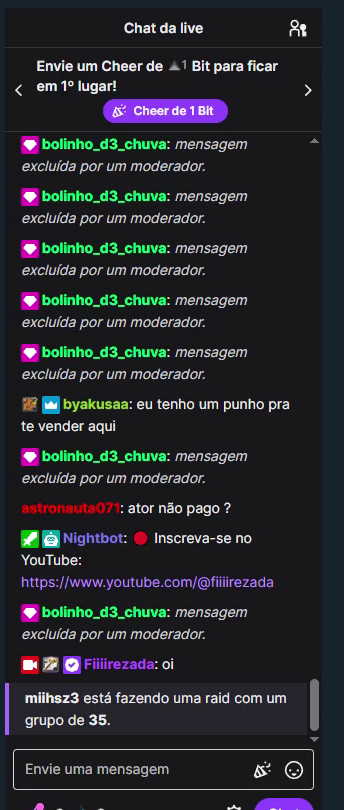 Chat da live
Envie um Cheer de 1 Bit para ficar
em 1º lugar!
Cheer de 1 Bit
bolinho_d3_chuva: mensagem
excluída por um moderador.
bolinho_d3_chuva: mensagem
excluída por um moderador.
bolinho_d3_chuva: mensagem
excluída por um moderador.
bolinho_d3_chuva: mensagem
excluída por um moderador.
bolinho_d3_chuva: mensagem
excluída por um moderador.
byakusaa: eu tenho um punho pra
te vender aqui
bolinho_d3_chuva: mensagem
excluída por um moderador.
astronauta071: ator não pago ?
Nightbot: 🔴 Inscreva-se no
YouTube:
https://www.youtube.com/@fiiiirezada
bolinho_d3_chuva: mensagem
excluída por um moderador.
Fiiiirezada: oi
miihsz3 está fazendo uma raid com um
grupo de 35.
Envie uma mensagem